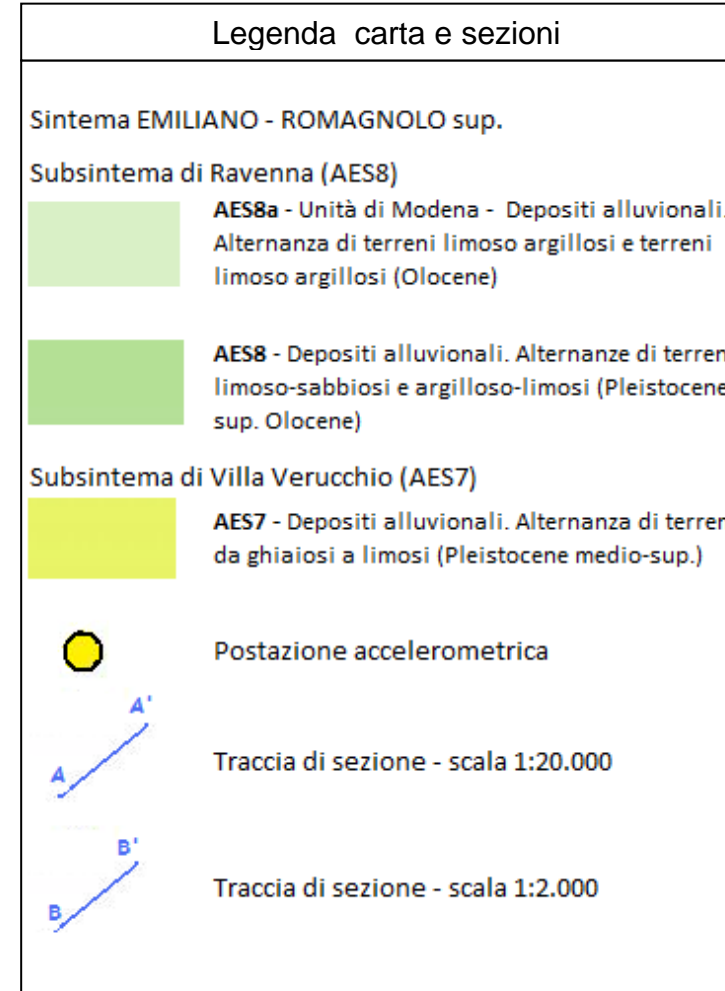 Legenda carta e sezioni
Sintema EMILIANO - ROMAGNOLO sup.
Subsintema di Ravenna (AES8)
AES8a - Unità di Modena - Depositi alluvionali.
Alternanza di terreni limoso argillosi e terreni
limoso argillosi (Olocene)
AES8 - Depositi alluvionali. Alternanze di terren
limoso-sabbiosi e argilloso-limosi (Pleistocene
sup. Olocene)
Subsintema di Villa Verucchio (AES7)
AES7 - Depositi alluvionali. Alternanza di terren
da ghiaiosi a limosi (Pleistocene medio-sup.)
Postazione accelerometrica
A'
A
Traccia di sezione - scala 1:20.000
B'
B
Traccia di sezione - scala 1:2.000